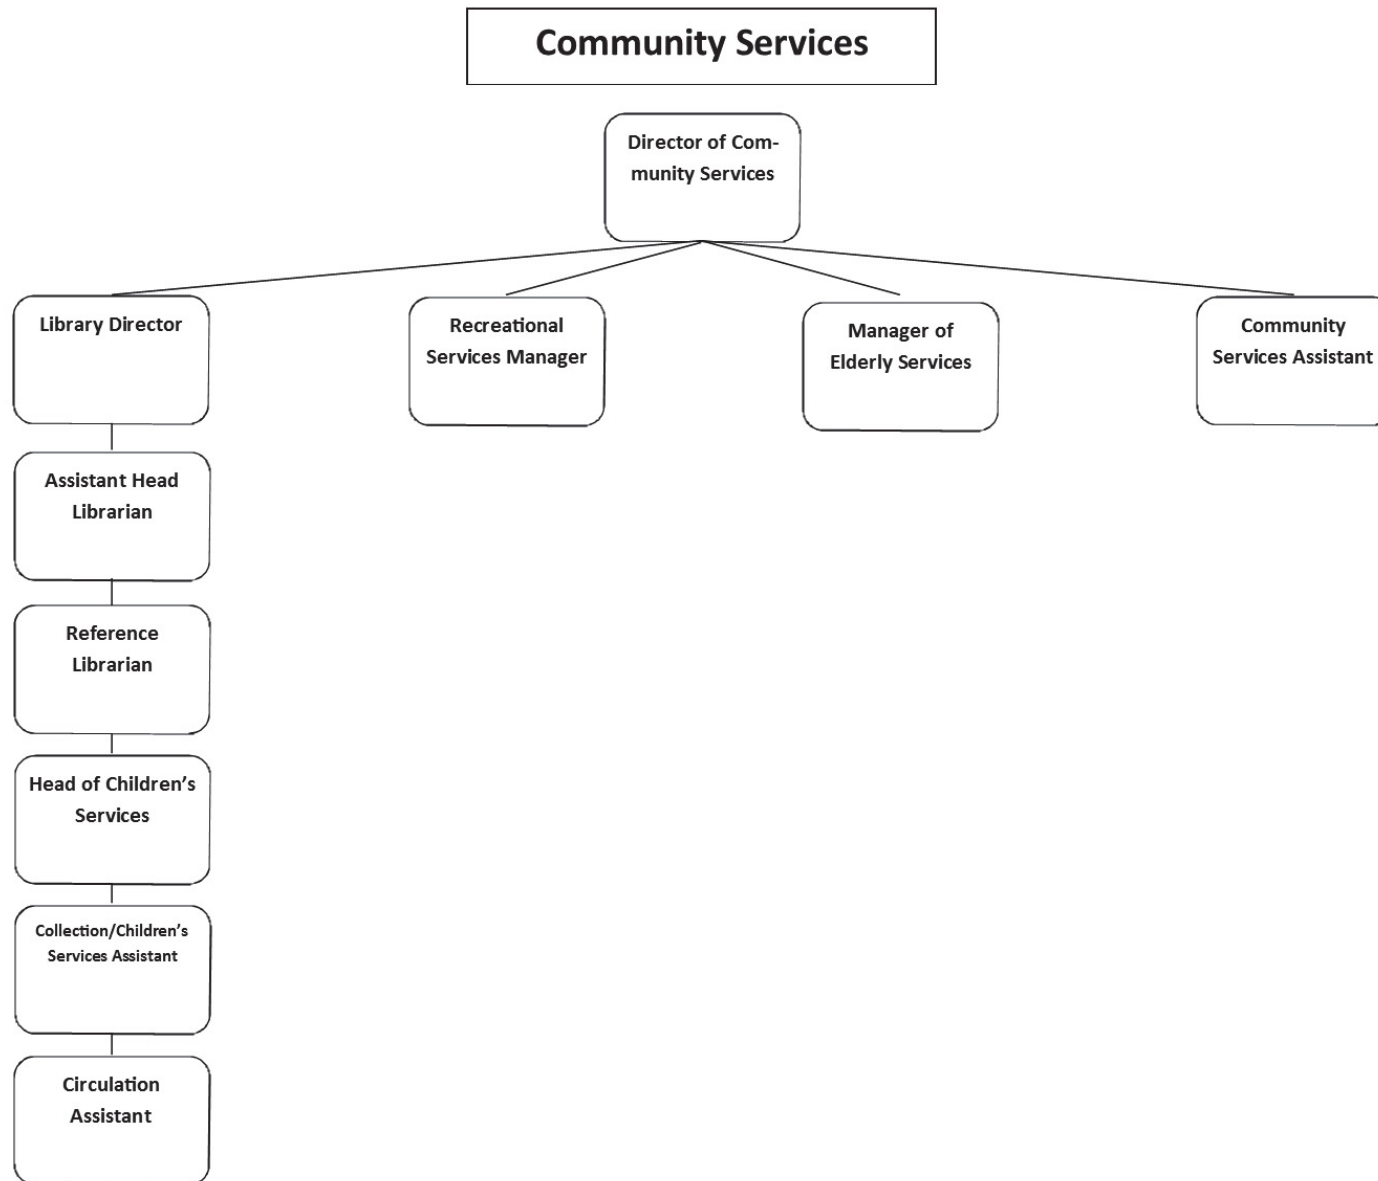 Community Services
Director of Com-
munity Services
Library Director
Recreational
Services Manager
Manager of
Elderly Services
Community
Services Assistant
Assistant Head
Librarian
Reference
Librarian
Head of Children’s
Services
Collection/Children’s
Services Assistant
Circulation
Assistant